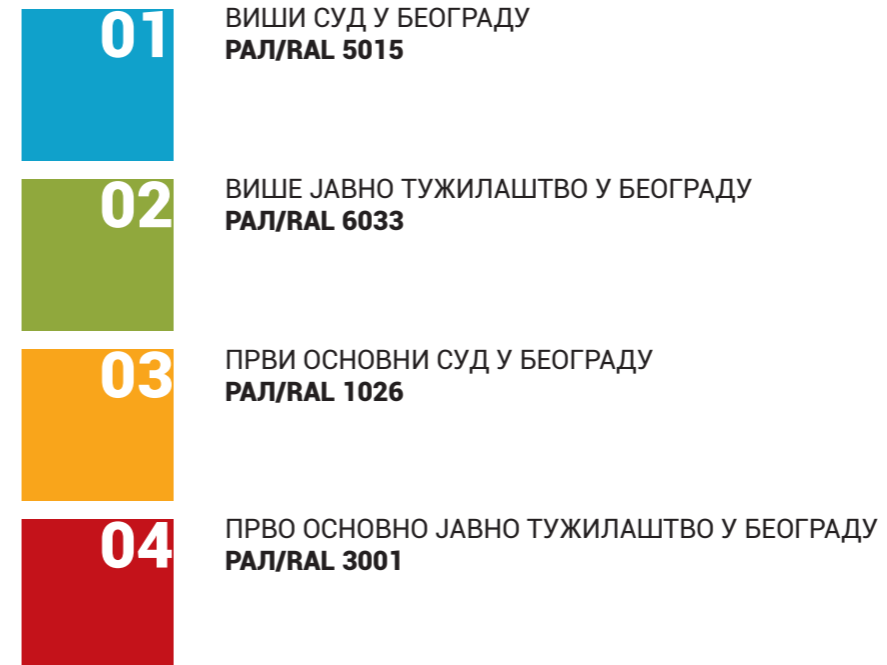 01
ВИШИ СУД У БЕОГРАДУ
РАЛ/RAL 5015
02
ВИШЕ ЈАВНО ТУЖИЛАШТВО У БЕОГРАДУ
РАЛ/RAL 6033
03
ПРВИ ОСНОВНИ СУД У БЕОГРАДУ
РАЛ/RAL 1026
04
ПРВО ОСНОВНО ЈАВНО ТУЖИЛАШТВО У БЕОГРАДУ
РАЛ/RAL 3001